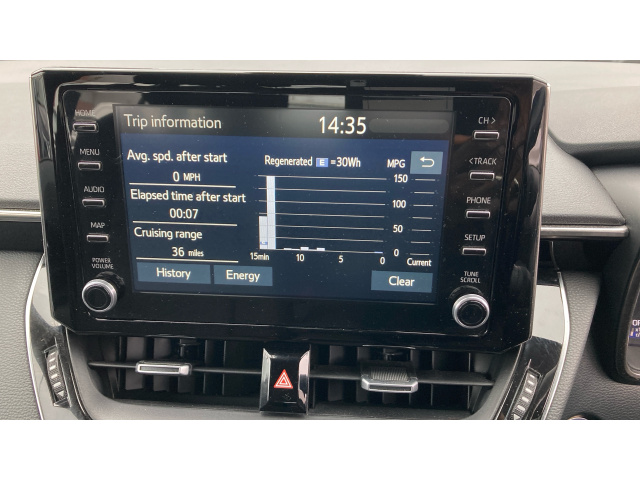 HOME
MENU
AUDIO
MAP
POWER
VOLUME
Trip information 14:35
Avg. spd. after start
0 MPH
Elapsed time after start
00:07
Cruising range
36 miles
Regenerated E =30Wh MPG
150
100
50
0
15min 10 5 0 Current
History Energy Clear
CH >
< TRACK
PHONE
SETUP
TUNE
SCROLL